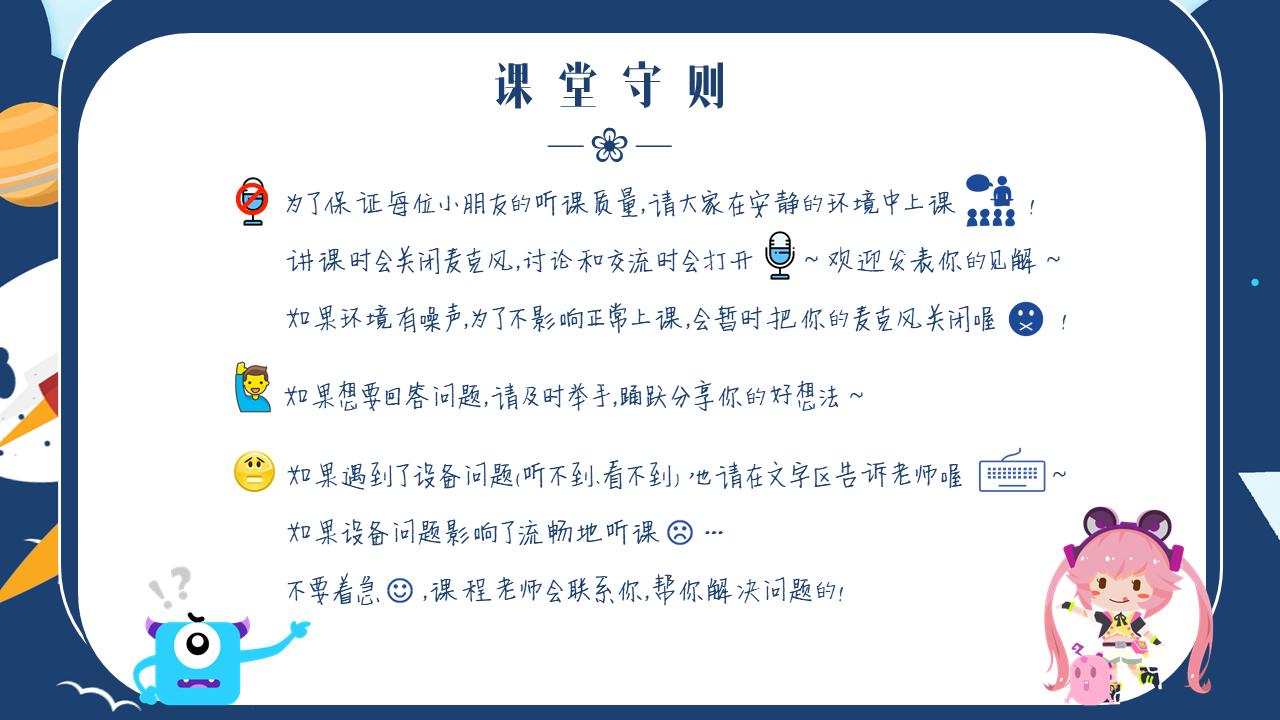 课堂守则
为了保证每位小朋友的听课质量,请大家在安静的环境中上课!
讲课时会关闭麦克风,讨论和交流时会打开~欢迎发表你的见解~
如果环境有噪声,为了不影响正常上课,会暂时把你的麦克风关闭喔!
如果想要回答问题,请及时举手,踊跃分享你的好想法~
如果遇到了设备问题(听不到、看不到)也请在文字区告诉老师喔~
如果设备问题影响了流畅地听课…
不要着急,课程老师会联系你,帮你解决问题的!
!?